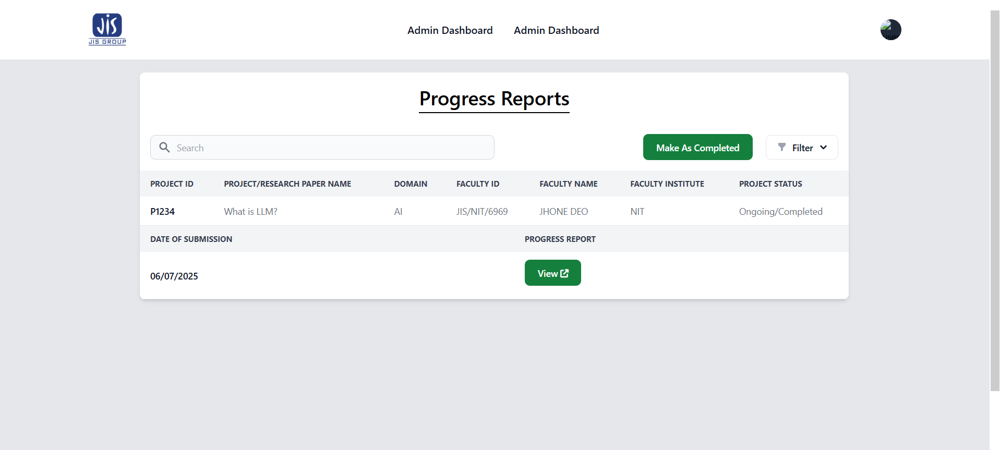 JIS
JIS GROUP
Admin Dashboard Admin Dashboard
user
Progress Reports
Search
Make As Completed
Filter
PROJECT ID PROJECT/RESEARCH PAPER NAME DOMAIN FACULTY ID FACULTY NAME FACULTY INSTITUTE PROJECT STATUS
P1234 What is LLM? AI JIS/NIT/6969 JHONE DEO NIT Ongoing/Completed
DATE OF SUBMISSION PROGRESS REPORT
06/07/2025 View